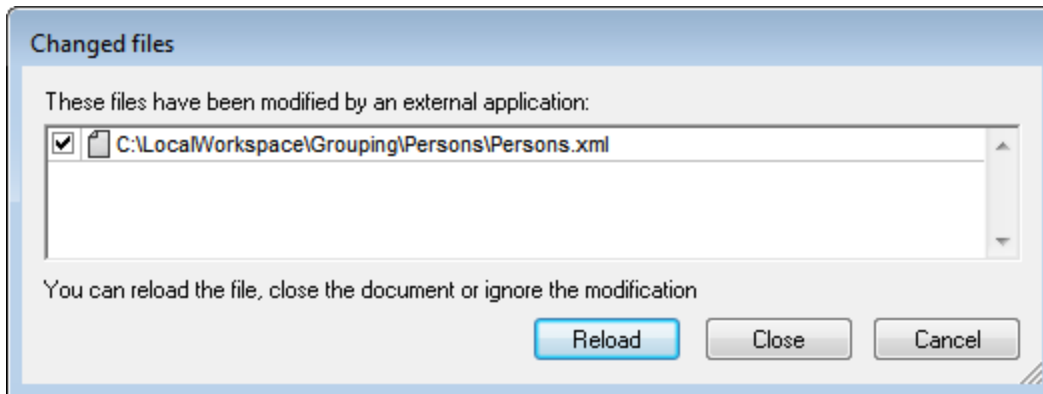 Changed files
These files have been modified by an external application:
C:\LocalWorkspace\Grouping\Persons\Persons.xml
You can reload the file, close the document or ignore the modification
Reload Close Cancel